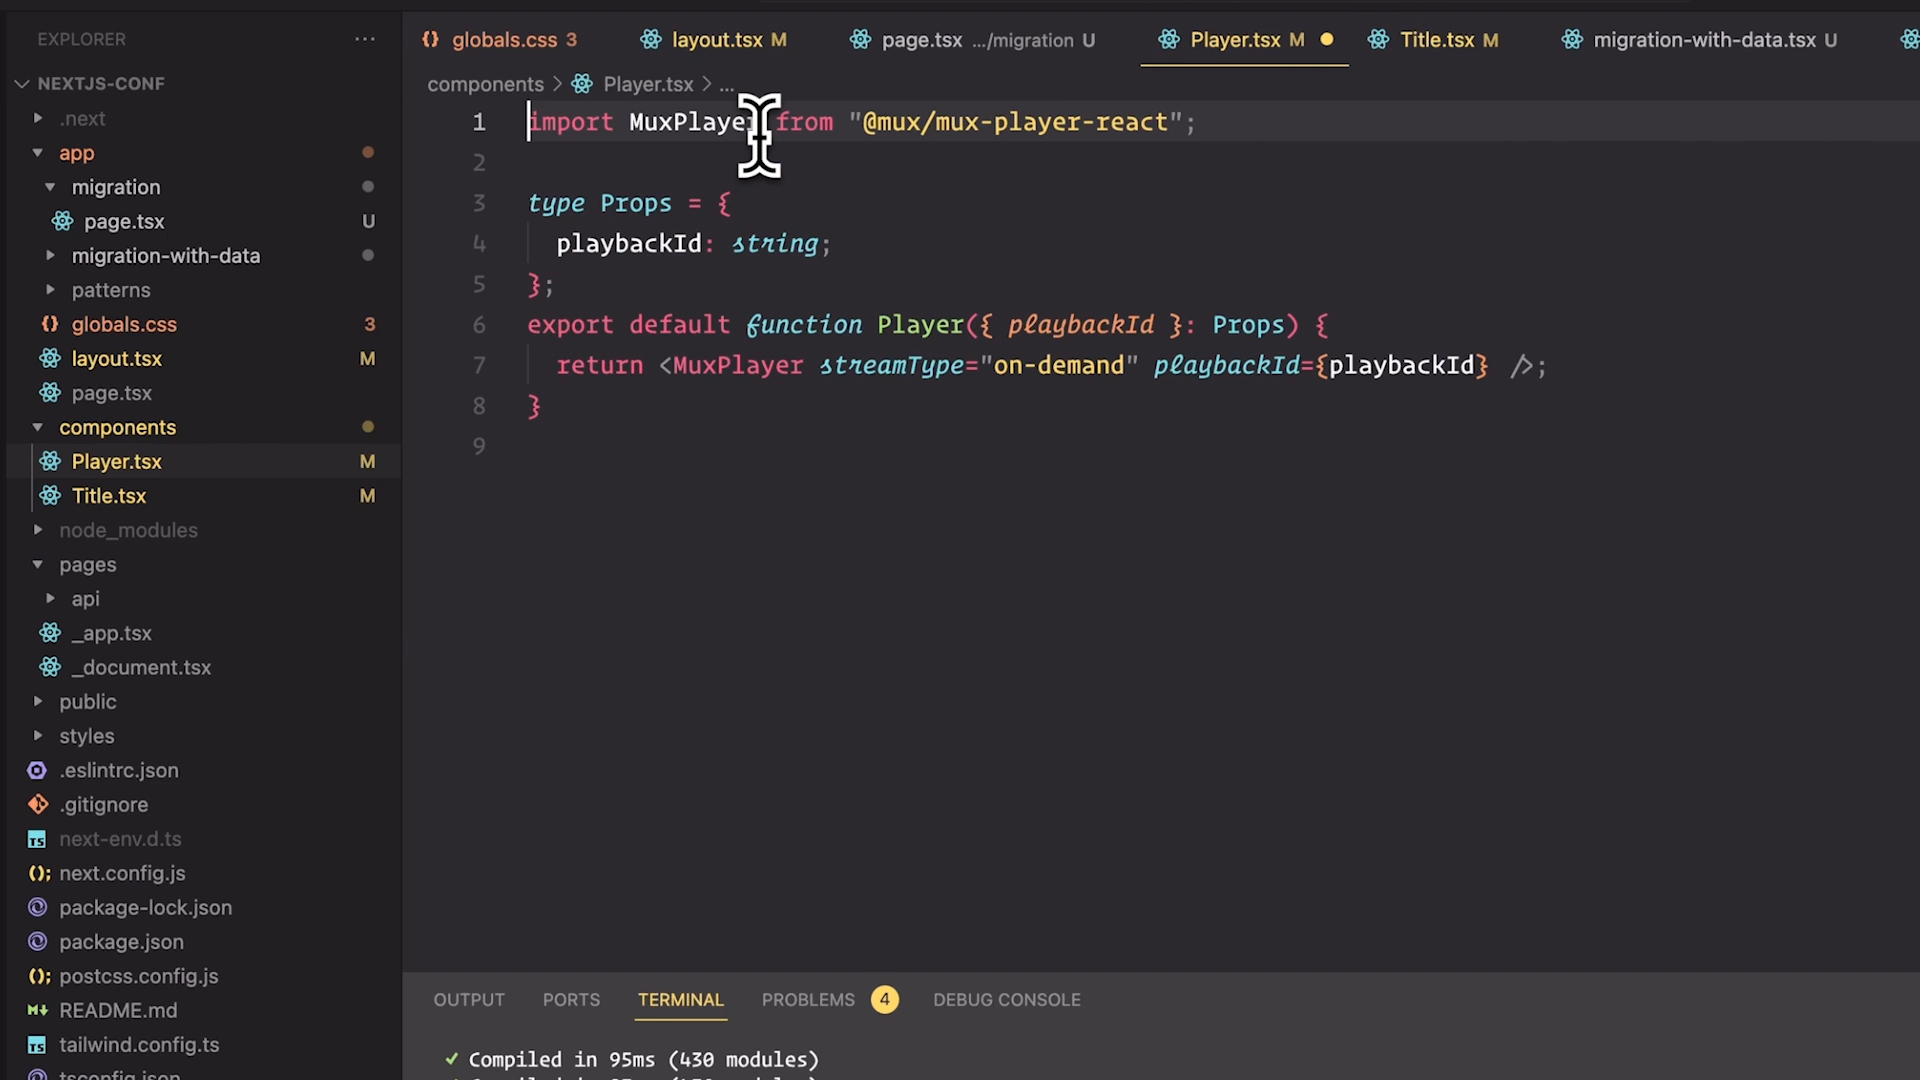 EXPLORER
NEXTJS-CONF
.next
app
migration
page.tsx U
migration-with-data
patterns
globals.css 3
layout.tsx M
page.tsx
components
Player.tsx M
Title.tsx M
node_modules
pages
api
_app.tsx
_document.tsx
public
styles
.eslintrc.json
.gitignore
next-env.d.ts
next.config.js
package-lock.json
package.json
postcss.config.js
README.md
tailwind.config.ts
tsconfig.json
globals.css 3 layout.tsx M page.tsx .../migration U Player.tsx M Title.tsx M migration-with-data.tsx U
components > Player.tsx > ...
1 import MuxPlayer from "@mux/mux-player-react";
2
3 type Props = {
4 playbackId: string;
5 };
6 export default function Player({ playbackId }: Props) {
7 return <MuxPlayer streamType="on-demand" playbackId={playbackId} />;
8 }
9
OUTPUT PORTS TERMINAL PROBLEMS 4 DEBUG CONSOLE
✓ Compiled in 95ms (430 modules)